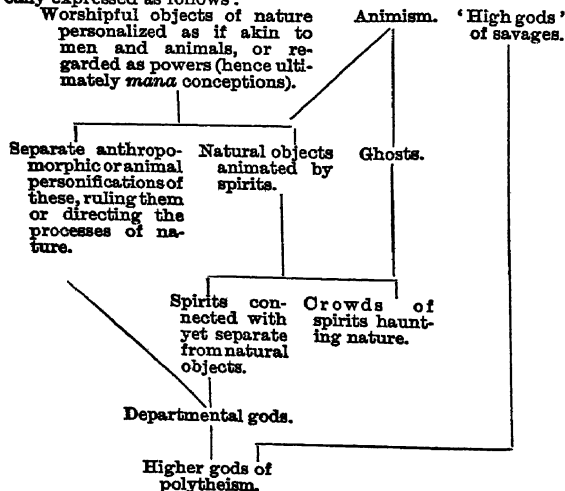 cally expressed as follows:
Worshipful objects of nature
personalized as if akin to
men and animals, or re-
garded as powers (hence ulti-
mately mana conceptions).
Animism.
'High gods'
of savages.
Separate anthropo-
morphic or animal
personifications of
these, ruling them
or directing the
processes of na-
ture.
Natural objects
animated by
spirits.
Ghosts.
Spirits con-
nected with
yet separate
from natural
objects.
Crowds of
spirits haunt-
ing nature.
Departmental gods.
Higher gods of
polytheism.